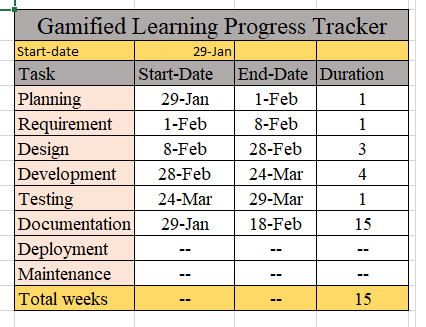 Gamified Learning Progress Tracker
Start-date 29-Jan
Task Start-Date End-Date Duration
Planning 29-Jan 1-Feb 1
Requirement 1-Feb 8-Feb 1
Design 8-Feb 28-Feb 3
Development 28-Feb 24-Mar 4
Testing 24-Mar 29-Mar 1
Documentation 29-Jan 18-Feb 15
Deployment -- -- --
Maintenance -- -- --
Total weeks -- -- 15